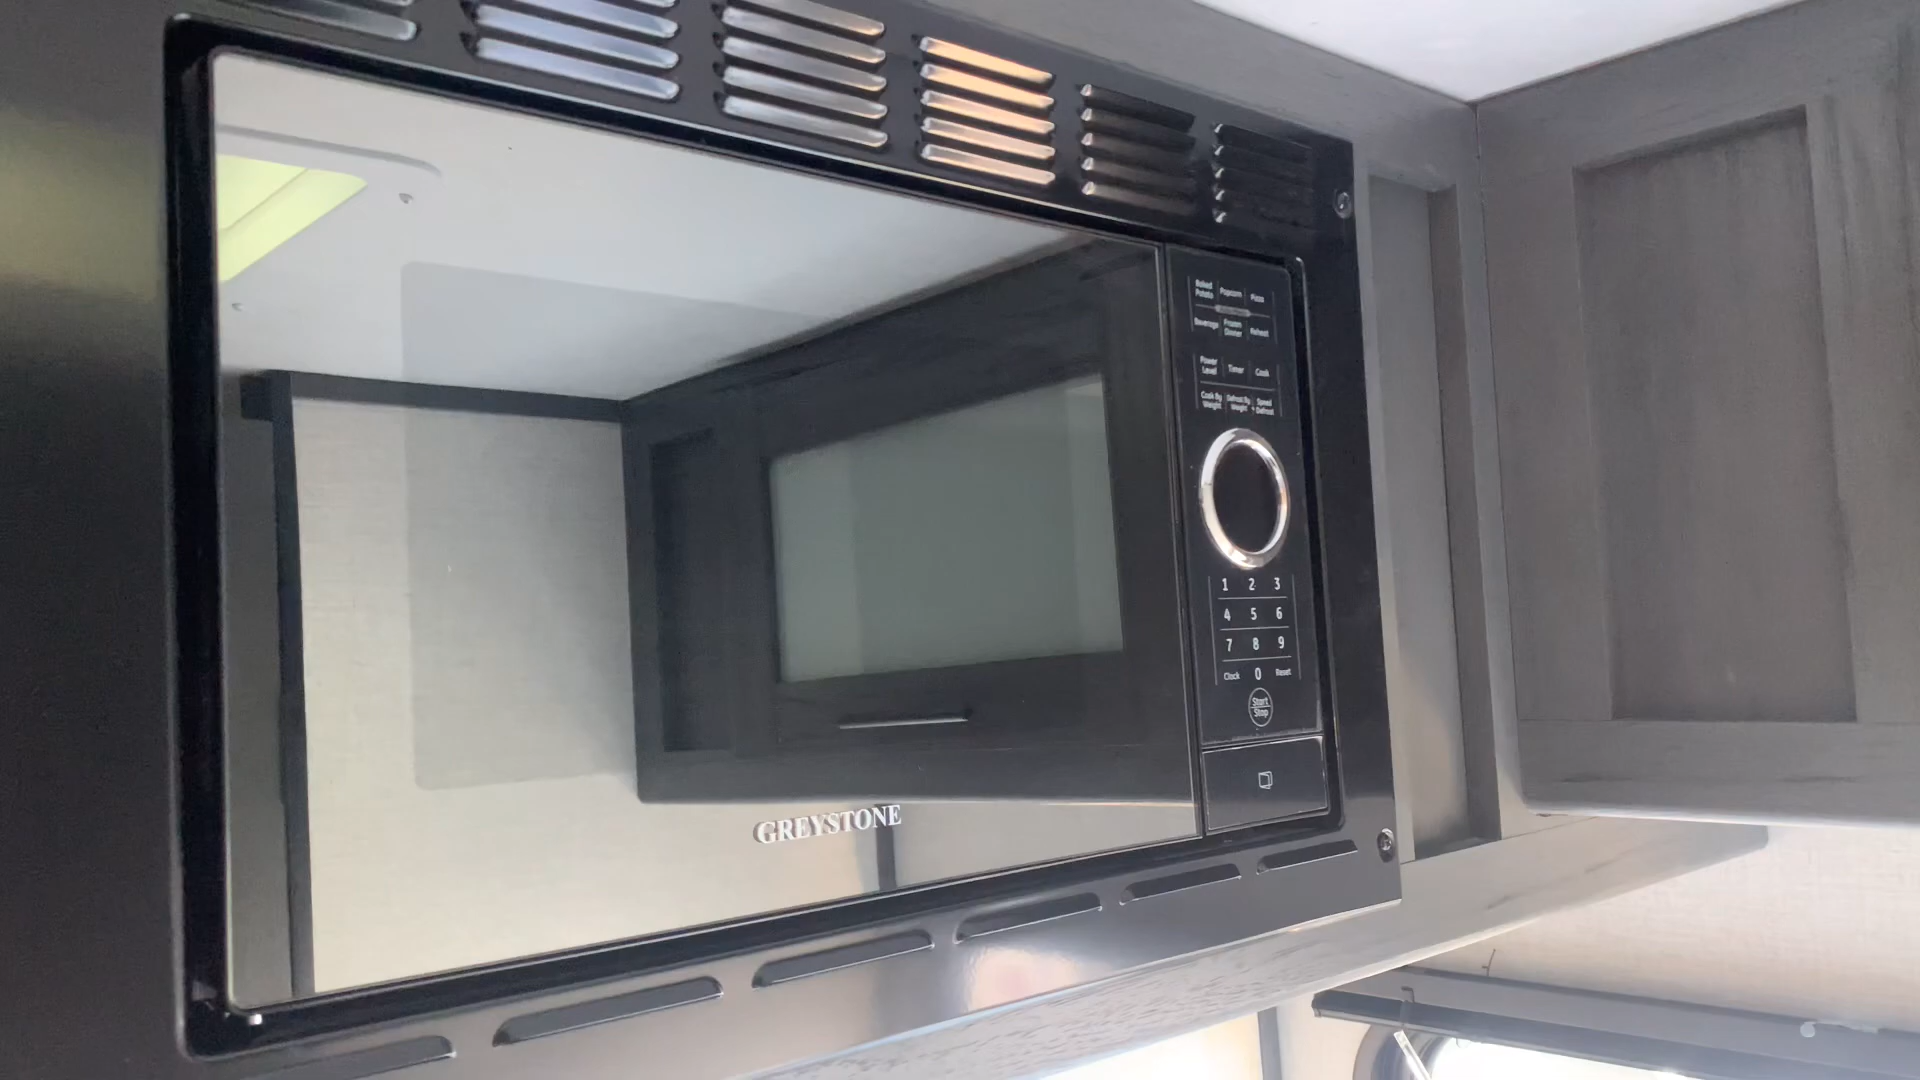 Baked Potato Popcorn Pizza
Beverage Frozen Dinner Reheat
Power Level Timer Cook
Cook By Weight Defrost By Weight Speed Defrost
1 2 3
4 5 6
7 8 9
Clock 0 Reset
Start
Stop
GREYSTONE